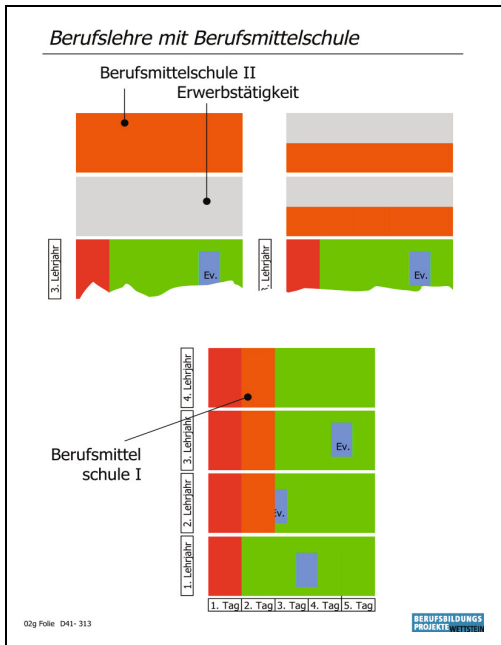 Berufslehre mit Berufsmittelschule
Berufsmittelschule II
Erwerbstätigkeit
3. Lehrjahr
Ev.
. Lehrjahr
Ev.
4. Lehrjahr
3. Lehrjahr
Ev.
Berufsmittel
schule I
2. Lehrjahr
Ev.
1. Lehrjahr
1. Tag 2. Tag 3. Tag 4. Tag 5. Tag
02g Folie D41- 313
BERUFSBILDUNGS
PROJEKTE WETTSTEIN